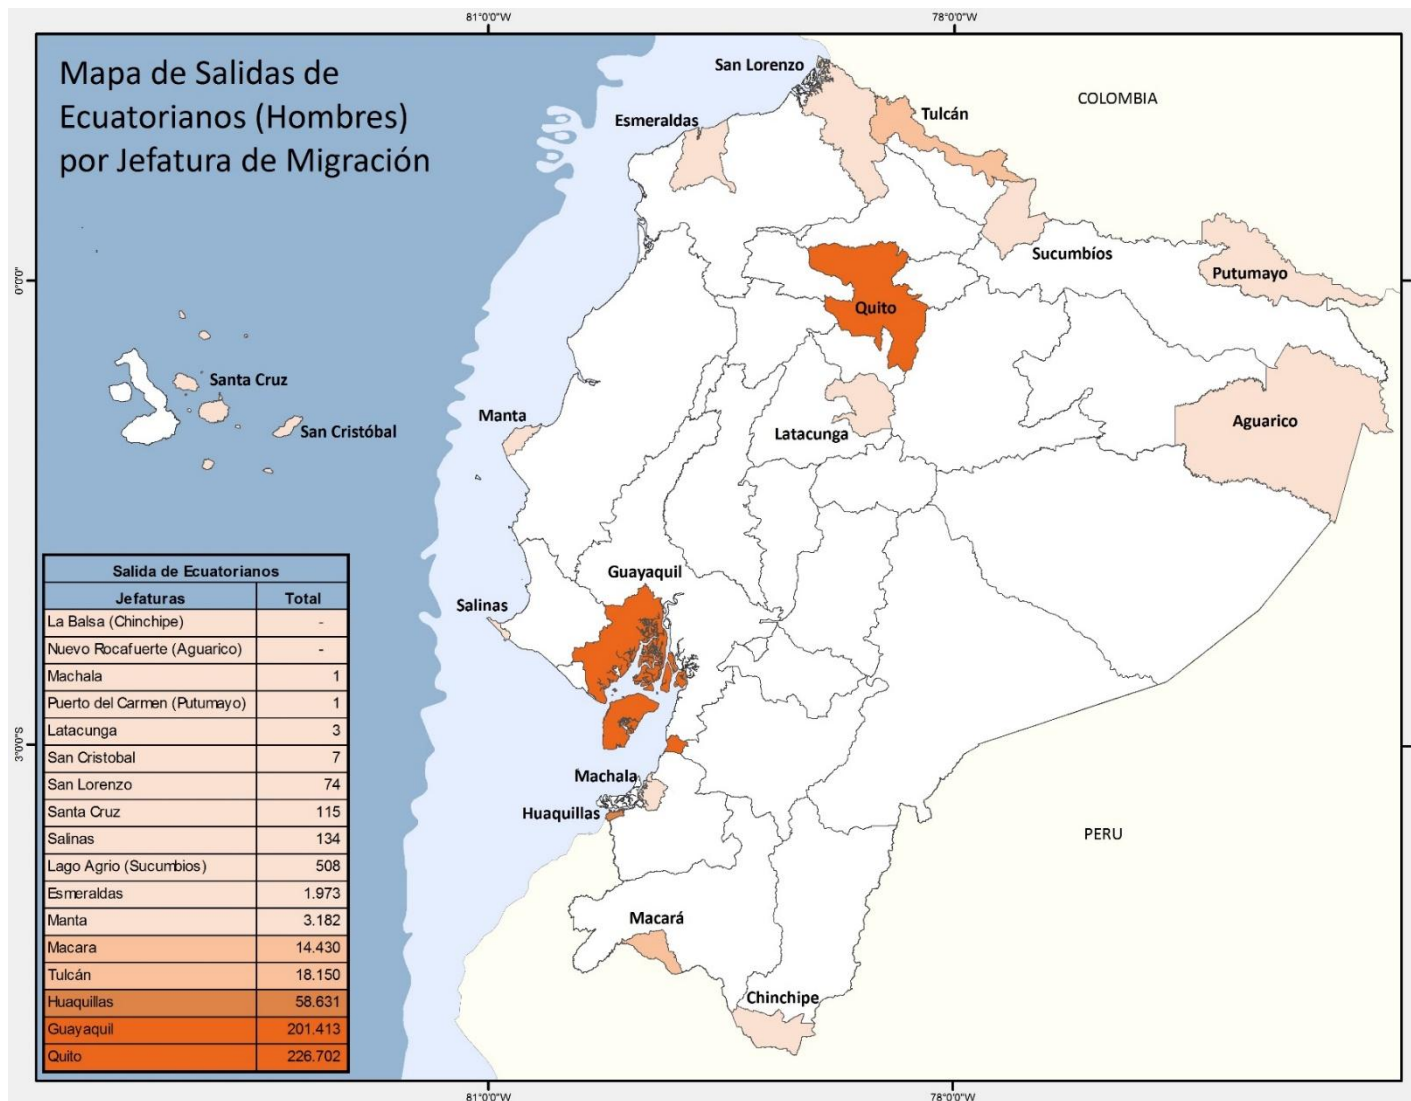 81°0'0"W
78°0'0"W
Mapa de Salidas de
Ecuatorianos (Hombres)
por Jefatura de Migración
San Lorenzo
COLOMBIA
Tulcán
Esmeraldas
Sucumbíos
Putumayo
0°0'0"
Quito
Santa Cruz
Manta
San Cristóbal
Latacunga
Aguarico
Guayaquil
Salinas
Salida de Ecuatorianos
Jefaturas Total
La Balsa (Chinchipe) -
Nuevo Rocafuerte (Aguarico) -
Machala 1
Puerto del Carmen (Putumayo) 1
Latacunga 3
San Cristobal 7
San Lorenzo 74
Santa Cruz 115
Salinas 134
Lago Agrio (Sucumbios) 508
Esmeraldas 1.973
Manta 3.182
Macara 14.430
Tulcán 18.150
Huaquillas 58.631
Guayaquil 201.413
Quito 226.702
3°0'0"S
Machala
Huaquillas
PERU
Macará
Chinchipe
81°0'0"W
78°0'0"W